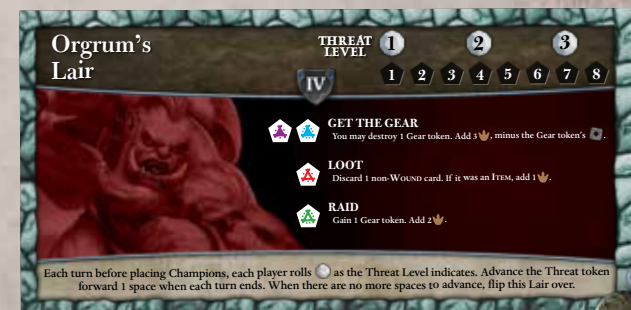 Orgrum's
Lair
THREAT
LEVEL
1 2 3
IV
1 2 3 4 5 6 7 8
GET THE GEAR
You may destroy 1 Gear token. Add 3, minus the Gear token's .
LOOT
Discard 1 non-WOUND card. If it was an ITEM, add 1.
RAID
Gain 1 Gear token. Add 2.
Each turn before placing Champions, each player rolls as the Threat Level indicates. Advance the Threat token
forward 1 space when each turn ends. When there are no more spaces to advance, flip this Lair over.